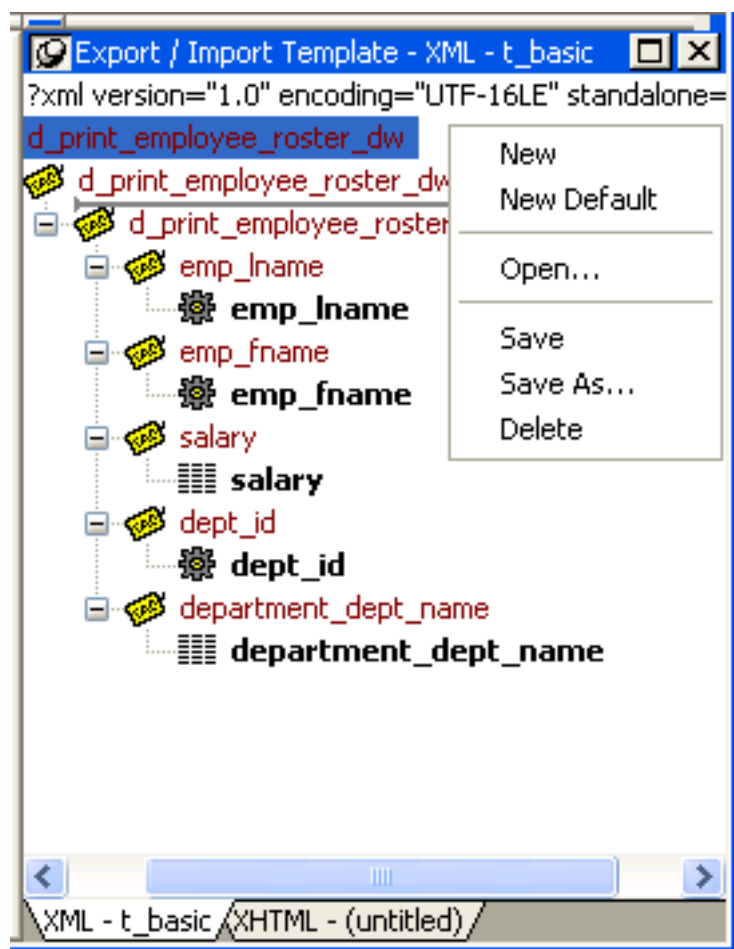 Export / Import Template - XML - t_basic
?xml version="1.0" encoding="UTF-16LE" standalone=
d_print_employee_roster_dw
d_print_employee_roster_dw
d_print_employee_roster
emp_lname
emp_lname
emp_fname
emp_fname
salary
salary
dept_id
dept_id
department_dept_name
department_dept_name
New
New Default
Open...
Save
Save As...
Delete
XML - t_basic
XHTML - (untitled)